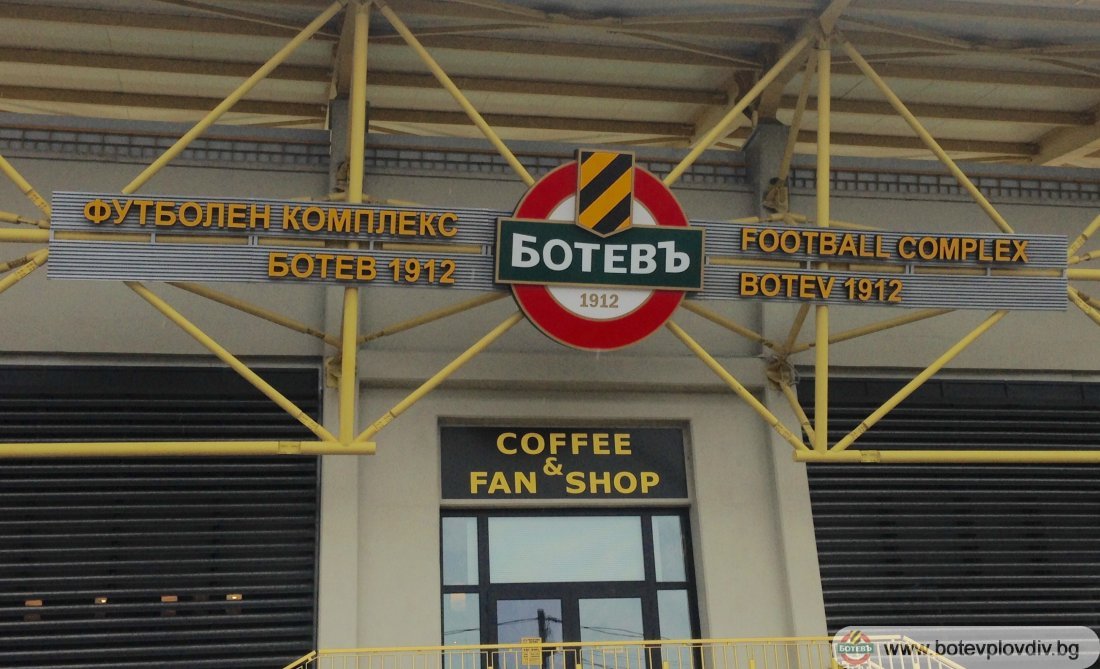 ФУТБОЛЕН КОМПЛЕКС
БОТЕВ 1912
БОТЕВЪ
1912
FOOTBALL COMPLEX
BOTEV 1912
COFFEE
&
FAN SHOP
БОТЕВЪ
www.botevplovdiv.bg